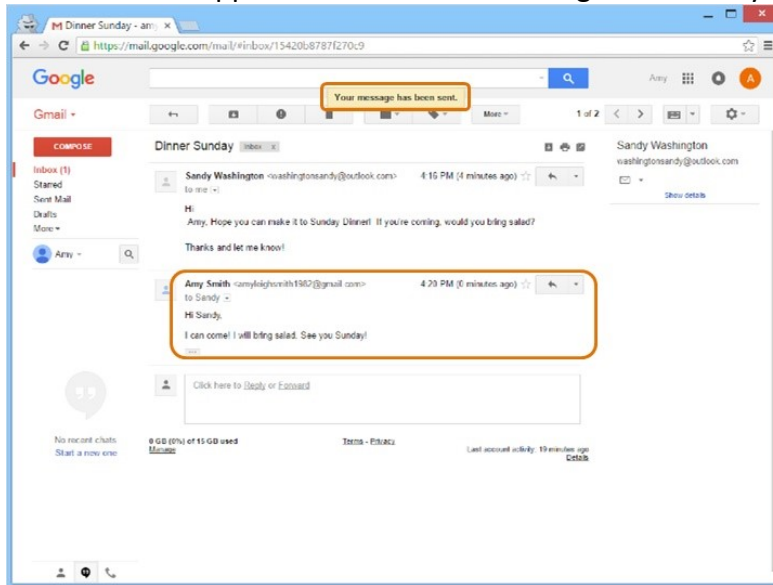 M Dinner Sunday - am
https://mail.google.com/mail/#inbox/15420b8787f270c9
Google
Amy
A
Your message has been sent.
Gmail
More
1 of 2
COMPOSE
Dinner Sunday
Inbox x
Sandy Washington
washingtonsandy@outlook.com
Show details
Inbox (1)
Starred
Sent Mail
Drafts
More
Amy
Sandy Washington <washingtonsandy@outlook.com> 4:16 PM (4 minutes ago)
to me
Hi
Amy, Hope you can make it to Sunday Dinner! If you're coming, would you bring salad?
Thanks and let me know!
Amy Smith <amyleighsmith1982@gmail.com> 4:20 PM (0 minutes ago)
to Sandy
Hi Sandy,
I can come! I will bring salad. See you Sunday!
Click here to Reply or Forward
No recent chats
Start a new one
0 GB (0%) of 15 GB used
Manage
Terms - Privacy
Last account activity: 19 minutes ago
Details